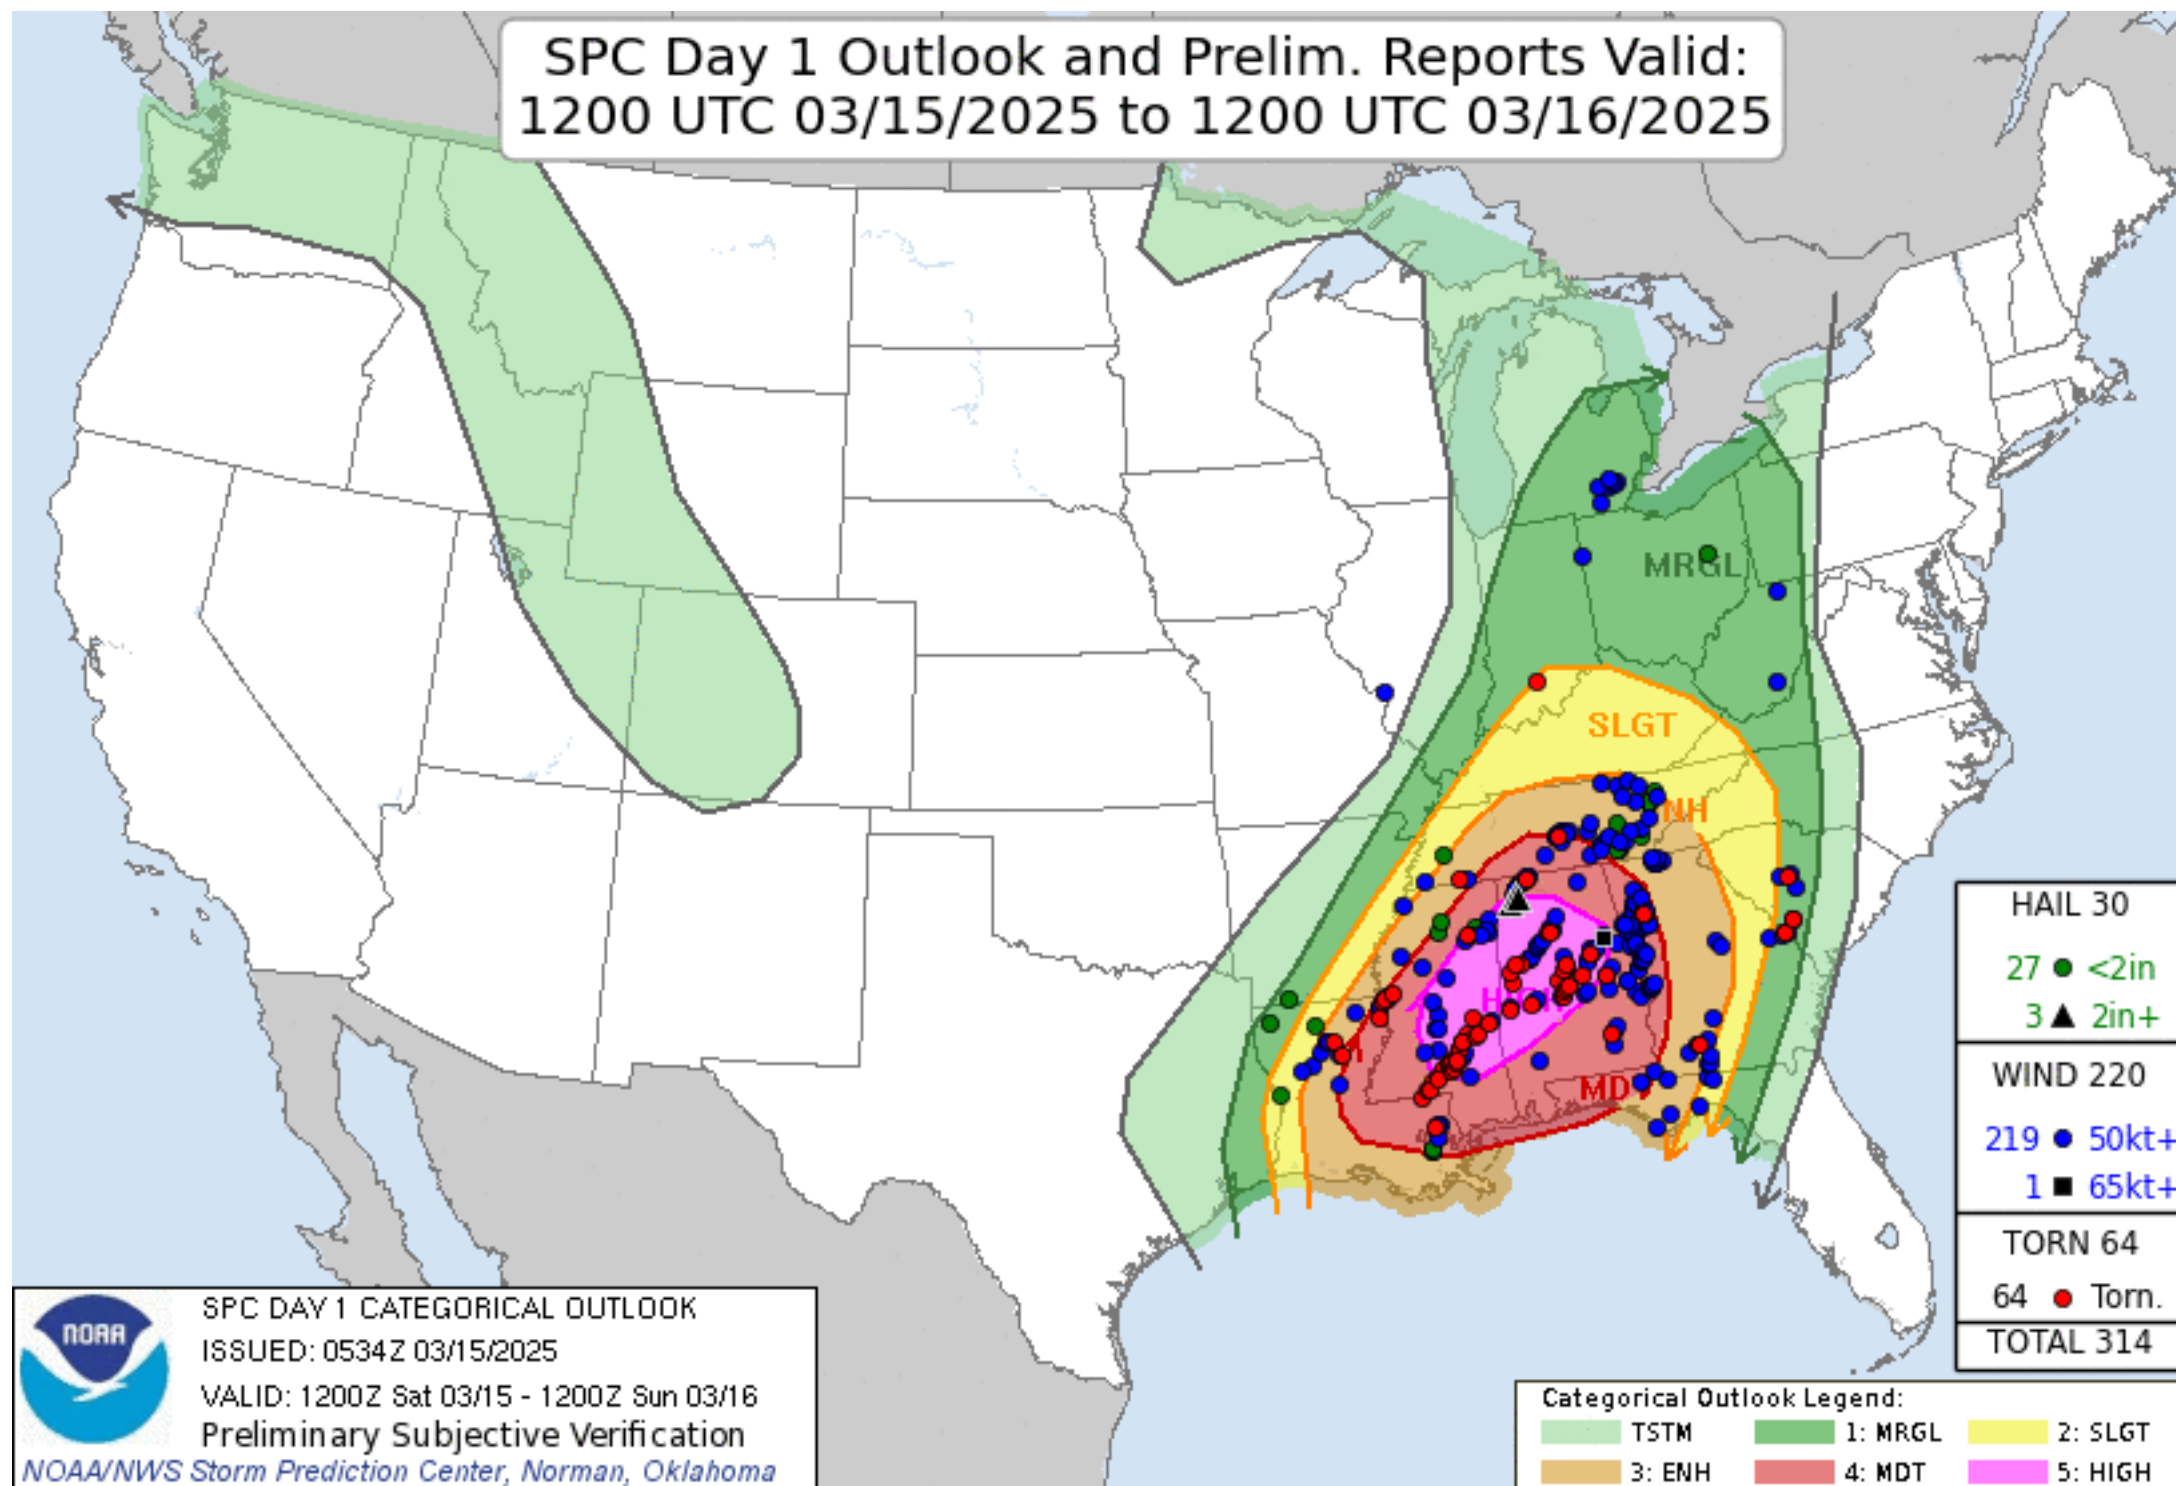 SPC Day 1 Outlook and Prelim. Reports Valid:
1200 UTC 03/15/2025 to 1200 UTC 03/16/2025
MRGL
SLGT
NH
HIGH
MD
HAIL 30
27 <2in
3 2in+
WIND 220
219 50kt+
1 65kt+
TORN 64
64 Torn.
TOTAL 314
NOAA
SPC DAY 1 CATEGORICAL OUTLOOK
ISSUED: 0534Z 03/15/2025
VALID: 1200Z Sat 03/15 - 1200Z Sun 03/16
Preliminary Subjective Verification
NOAA/NWS Storm Prediction Center, Norman, Oklahoma
Categorical Outlook Legend:
TSTM 1: MRGL 2: SLGT
3: ENH 4: MDT 5: HIGH